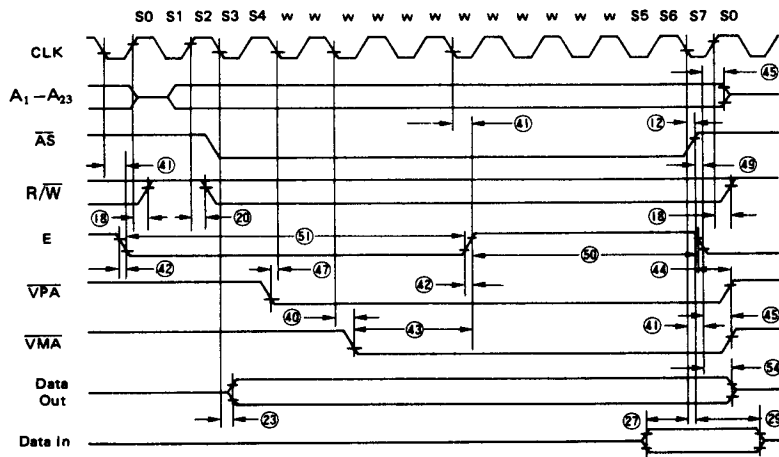 S0 S1 S2 S3 S4 w w w w w w w w w w w w S5 S6 S7 S0
CLK
45
A1–A23
41 12
AS
41 49
R/W
18 20 18
E
51 50
42 47 42 44
VPA
40 43 41 45
VMA
54
Data Out
23 27 29
Data In